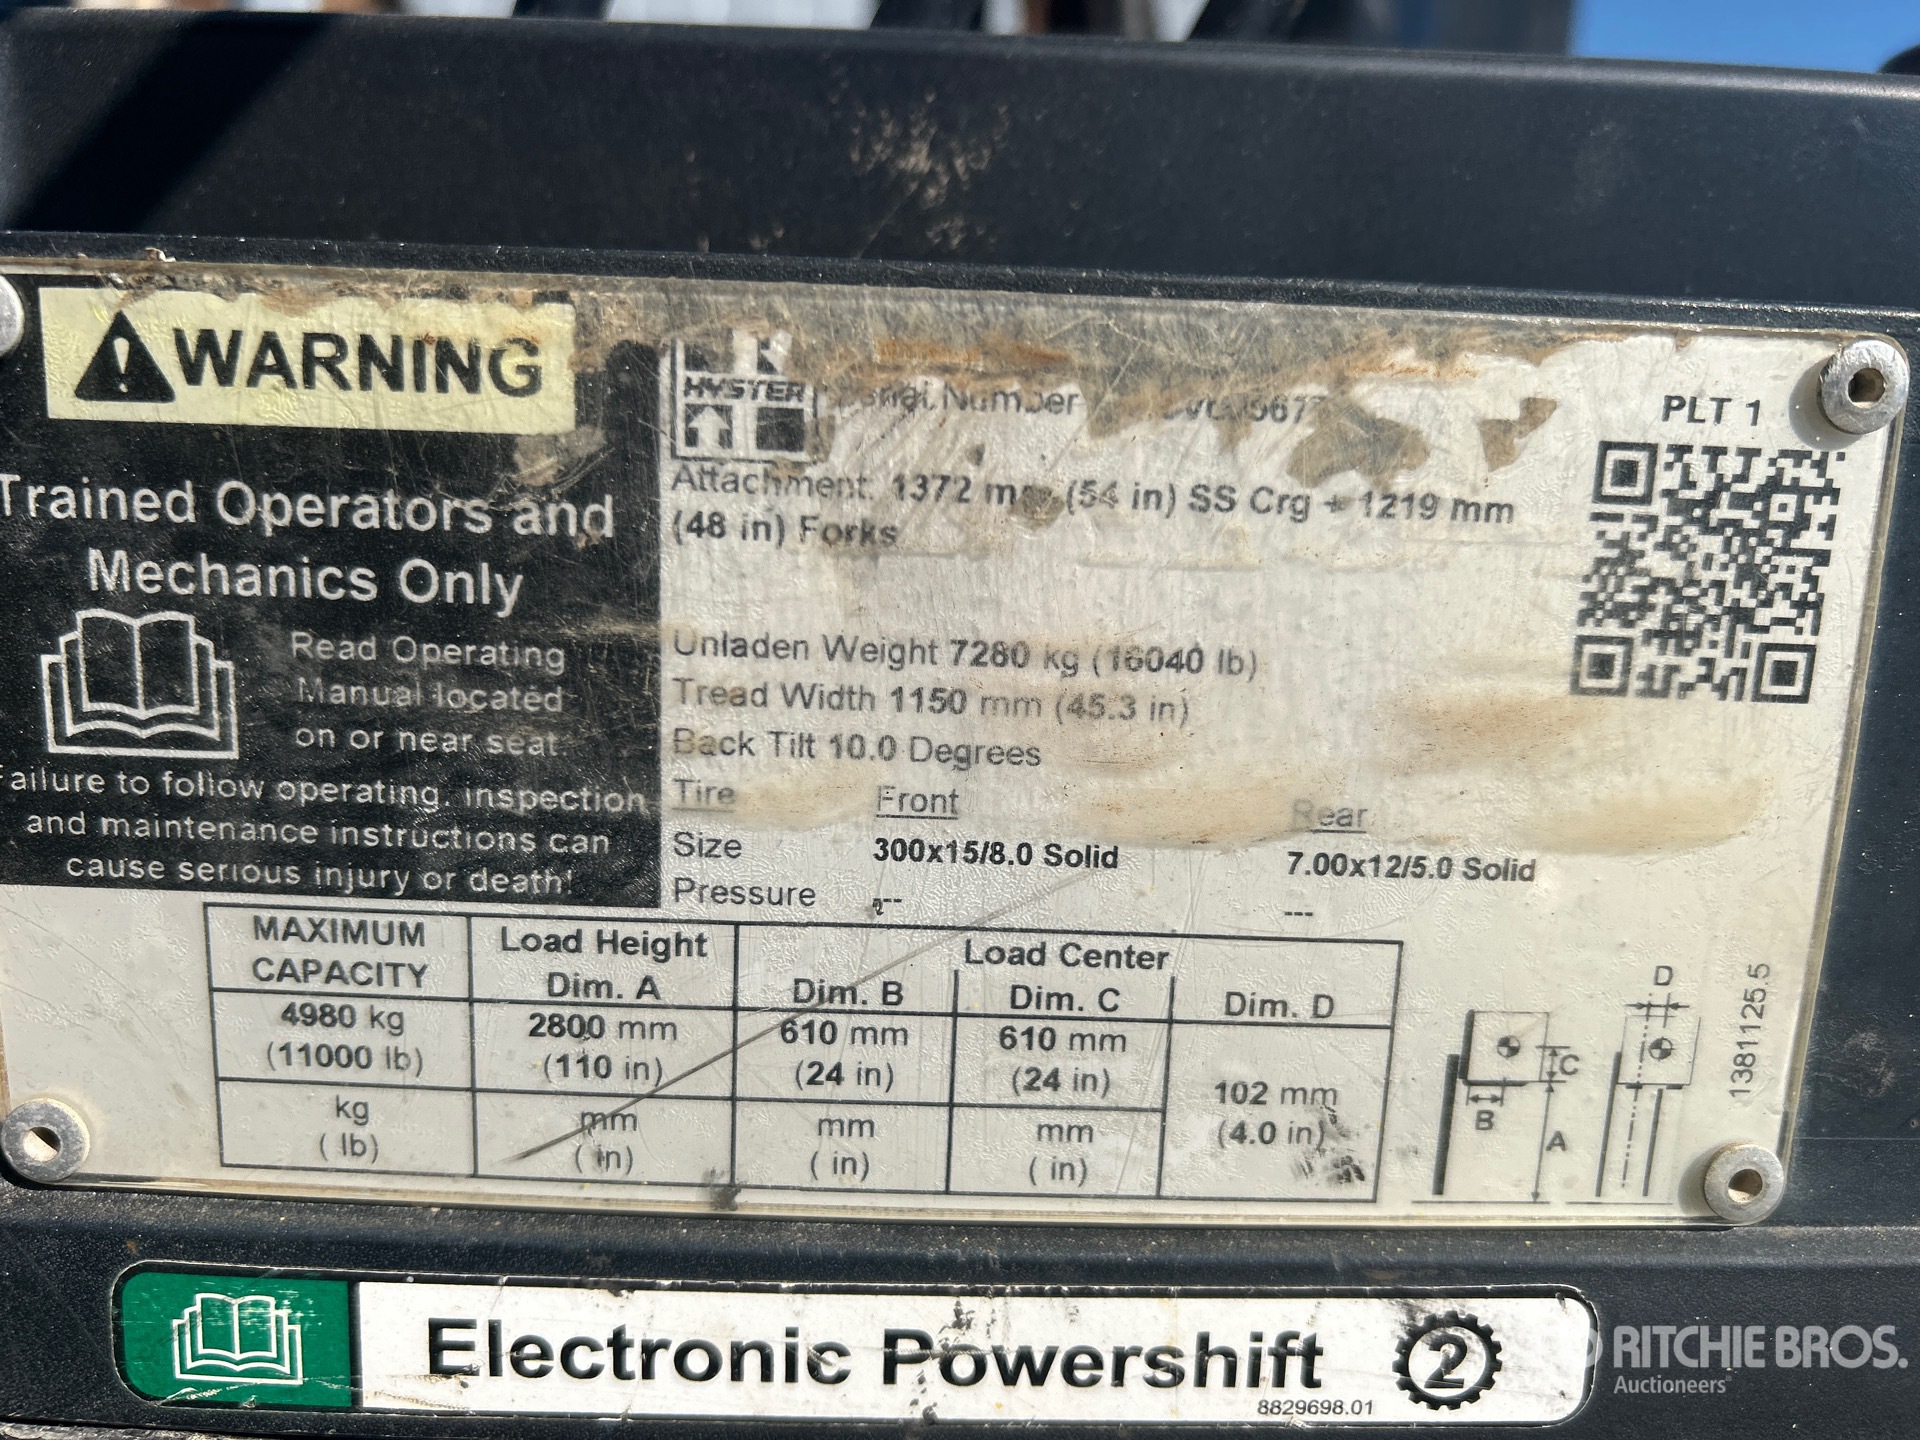 WARNING
Trained Operators and
Mechanics Only
Read Operating
Manual located
on or near seat.
Failure to follow operating, inspection
and maintenance instructions can
cause serious injury or death!
HYSTER
Serial Number
PLT 1
Attachment: 1372 mm (54 in) SS Crg + 1219 mm
(48 in) Forks
Unladen Weight 7280 kg (16040 lb)
Tread Width 1150 mm (45.3 in)
Back Tilt 10.0 Degrees
Tire Front Rear
Size 300x15/8.0 Solid 7.00x12/5.0 Solid
Pressure --- ---
MAXIMUM CAPACITY Load Height Dim. A Load Center
Dim. B Dim. C Dim. D
4980 kg 2800 mm 610 mm 610 mm
(11000 lb) (110 in) (24 in) (24 in)
102 mm
(4.0 in)
kg mm mm mm
( lb) ( in) ( in) ( in)
D
C
B
A
1381125.5
Electronic Powershift 2
8829698.01
RITCHIE BROS.
Auctioneers